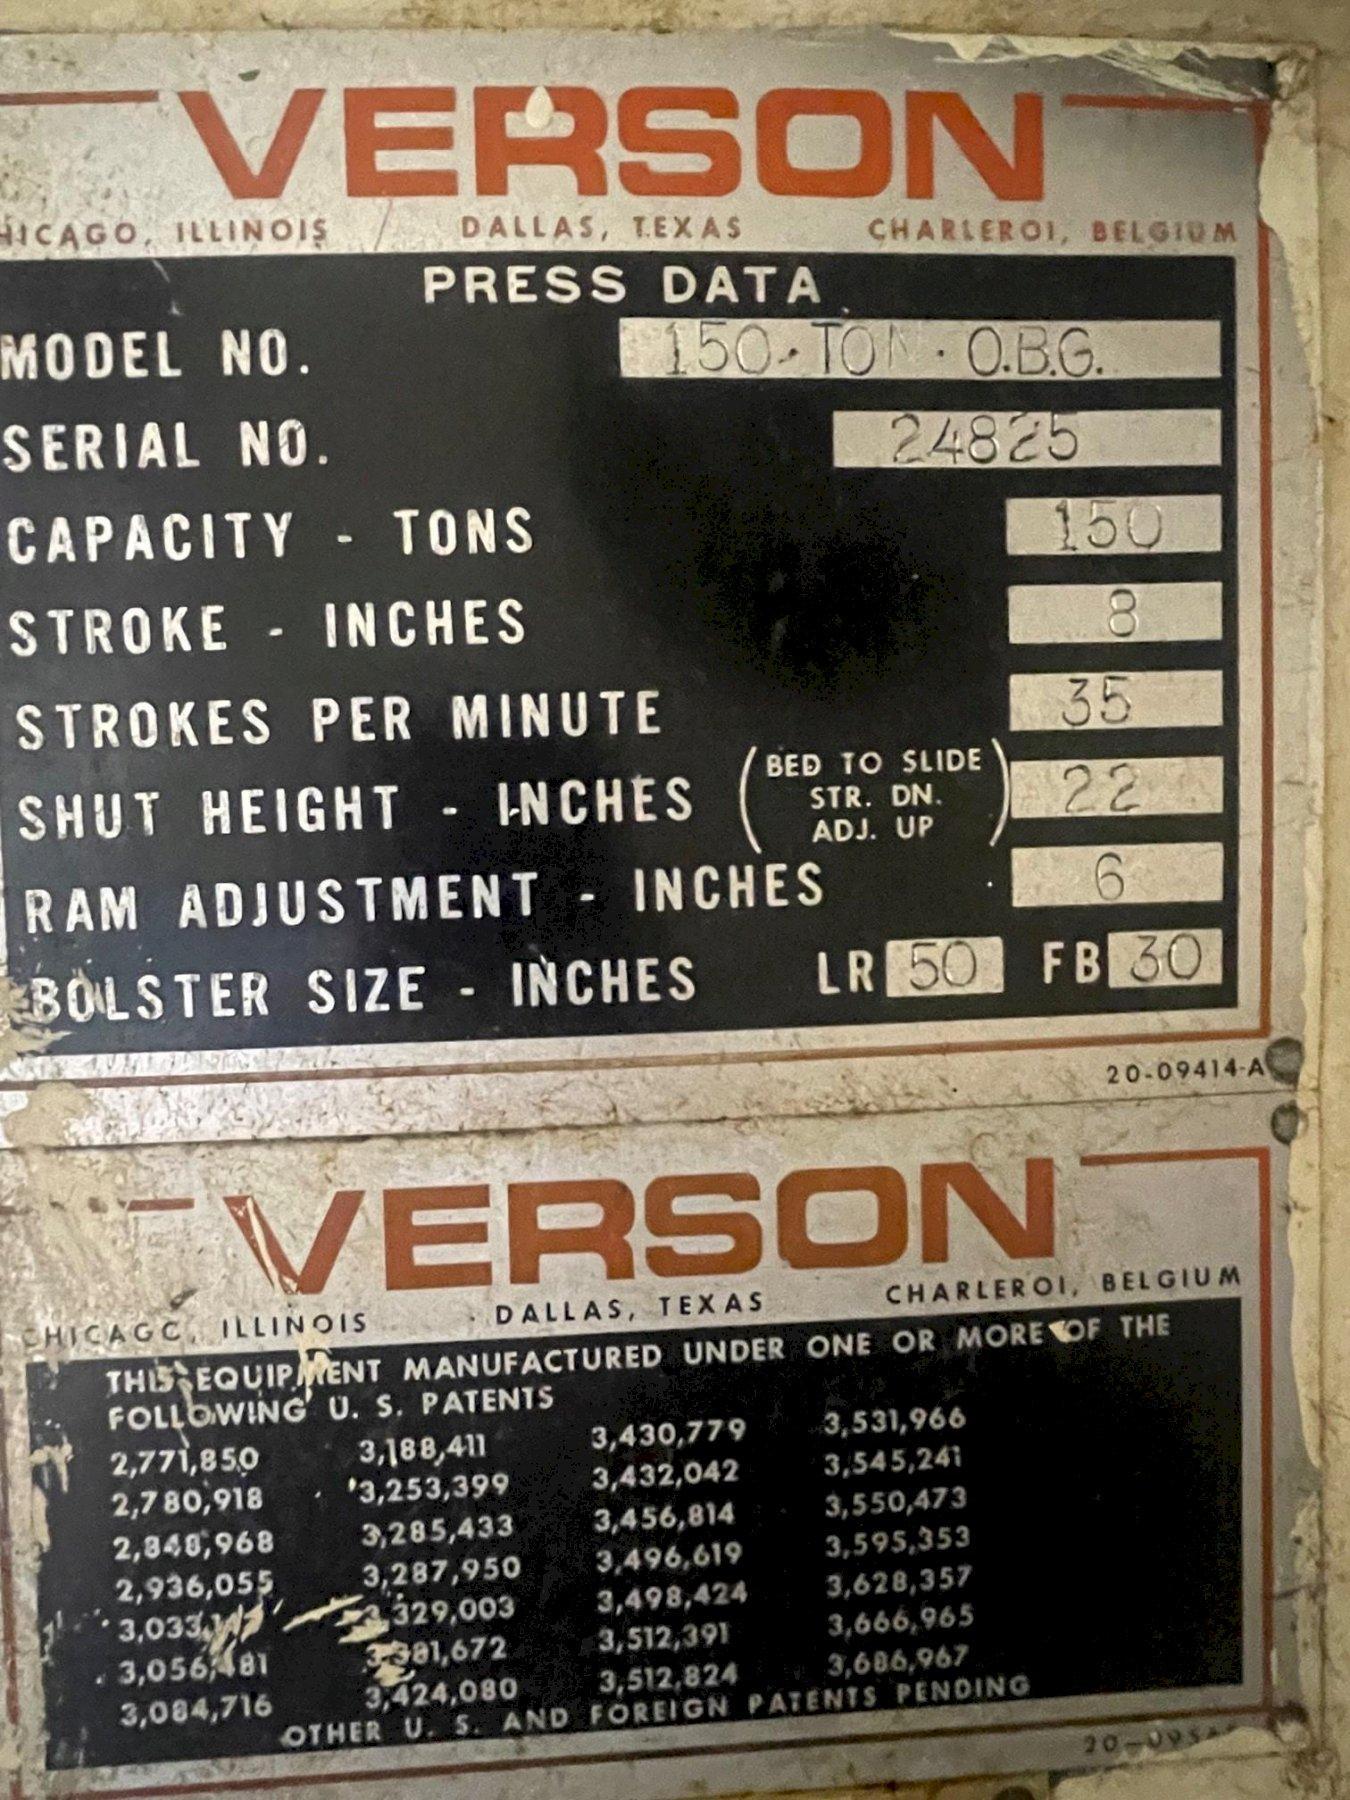 VERSON
HICAGO, ILLINOIS DALLAS, TEXAS CHARLEROI, BELGIUM
PRESS DATA
MODEL NO. 150-TON-O.B.G.
SERIAL NO. 24825
CAPACITY - TONS 150
STROKE - INCHES 8
STROKES PER MINUTE 35
SHUT HEIGHT - INCHES (BED TO SLIDE STR. DN. ADJ. UP) 22
RAM ADJUSTMENT - INCHES 6
BOLSTER SIZE - INCHES LR 50 FB 30
20-09414-A
VERSON
CHICAGO, ILLINOIS DALLAS, TEXAS CHARLEROI, BELGIUM
THIS EQUIPMENT MANUFACTURED UNDER ONE OR MORE OF THE
FOLLOWING U. S. PATENTS
2,771,850 3,188,411 3,430,779 3,531,966
2,780,918 3,253,399 3,432,042 3,545,241
2,848,968 3,285,433 3,456,814 3,550,473
2,936,055 3,287,950 3,496,619 3,595,353
3,329,003 3,498,424 3,628,357
3,381,672 3,512,391 3,666,965
3,084,716 3,424,080 3,512,824 3,686,967
OTHER U. S. AND FOREIGN PATENTS PENDING